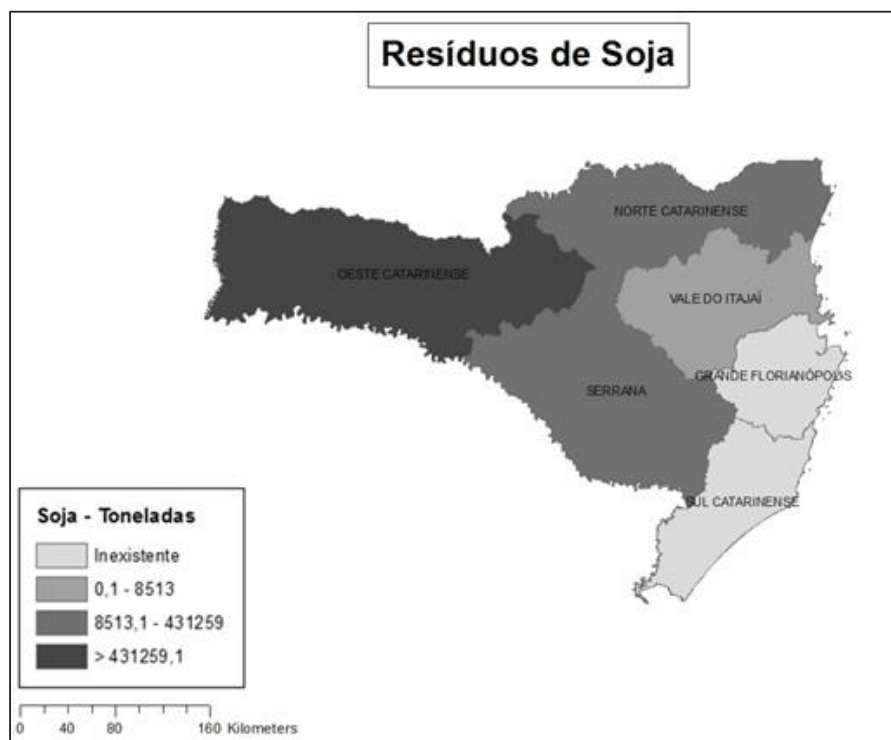 Resíduos de Soja
NORTE CATARINENSE
OESTE CATARINENSE
VALE DO ITAJAÍ
GRANDE FLORIANÓPOLIS
SERRANA
SUL CATARINENSE
Soja - Toneladas
Inexistente
0,1 - 8513
8513,1 - 431259
> 431259,1
0 40 80 160 Kilometers